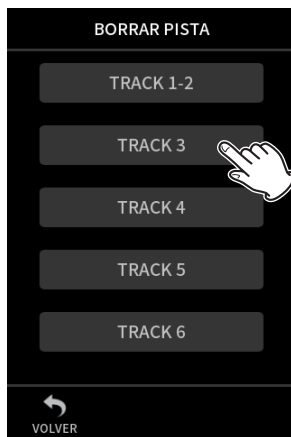 BORRAR PISTA
TRACK 1-2
TRACK 3
TRACK 4
TRACK 5
TRACK 6
VOLVER